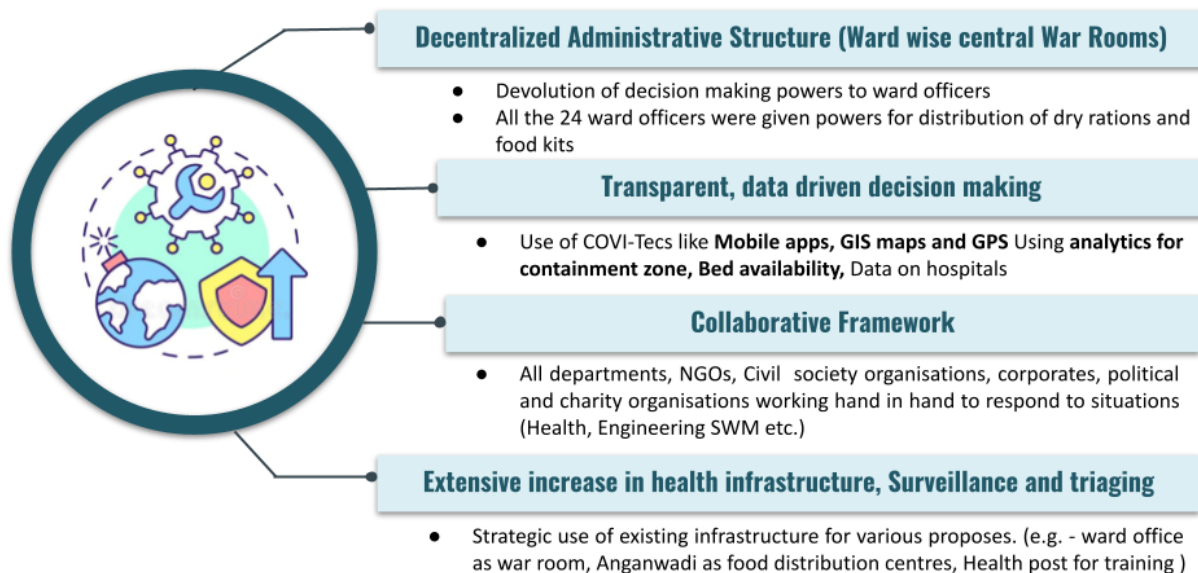 Decentralized Administrative Structure (Ward wise central War Rooms)
● Devolution of decision making powers to ward officers
● All the 24 ward officers were given powers for distribution of dry rations and
food kits
Transparent, data driven decision making
● Use of COVI-Tecs like Mobile apps, GIS maps and GPS Using analytics for
containment zone, Bed availability, Data on hospitals
Collaborative Framework
● All departments, NGOs, Civil society organisations, corporates, political
and charity organisations working hand in hand to respond to situations
(Health, Engineering SWM etc.)
Extensive increase in health infrastructure, Surveillance and triaging
● Strategic use of existing infrastructure for various proposes. (e.g. - ward office
as war room, Anganwadi as food distribution centres, Health post for training )